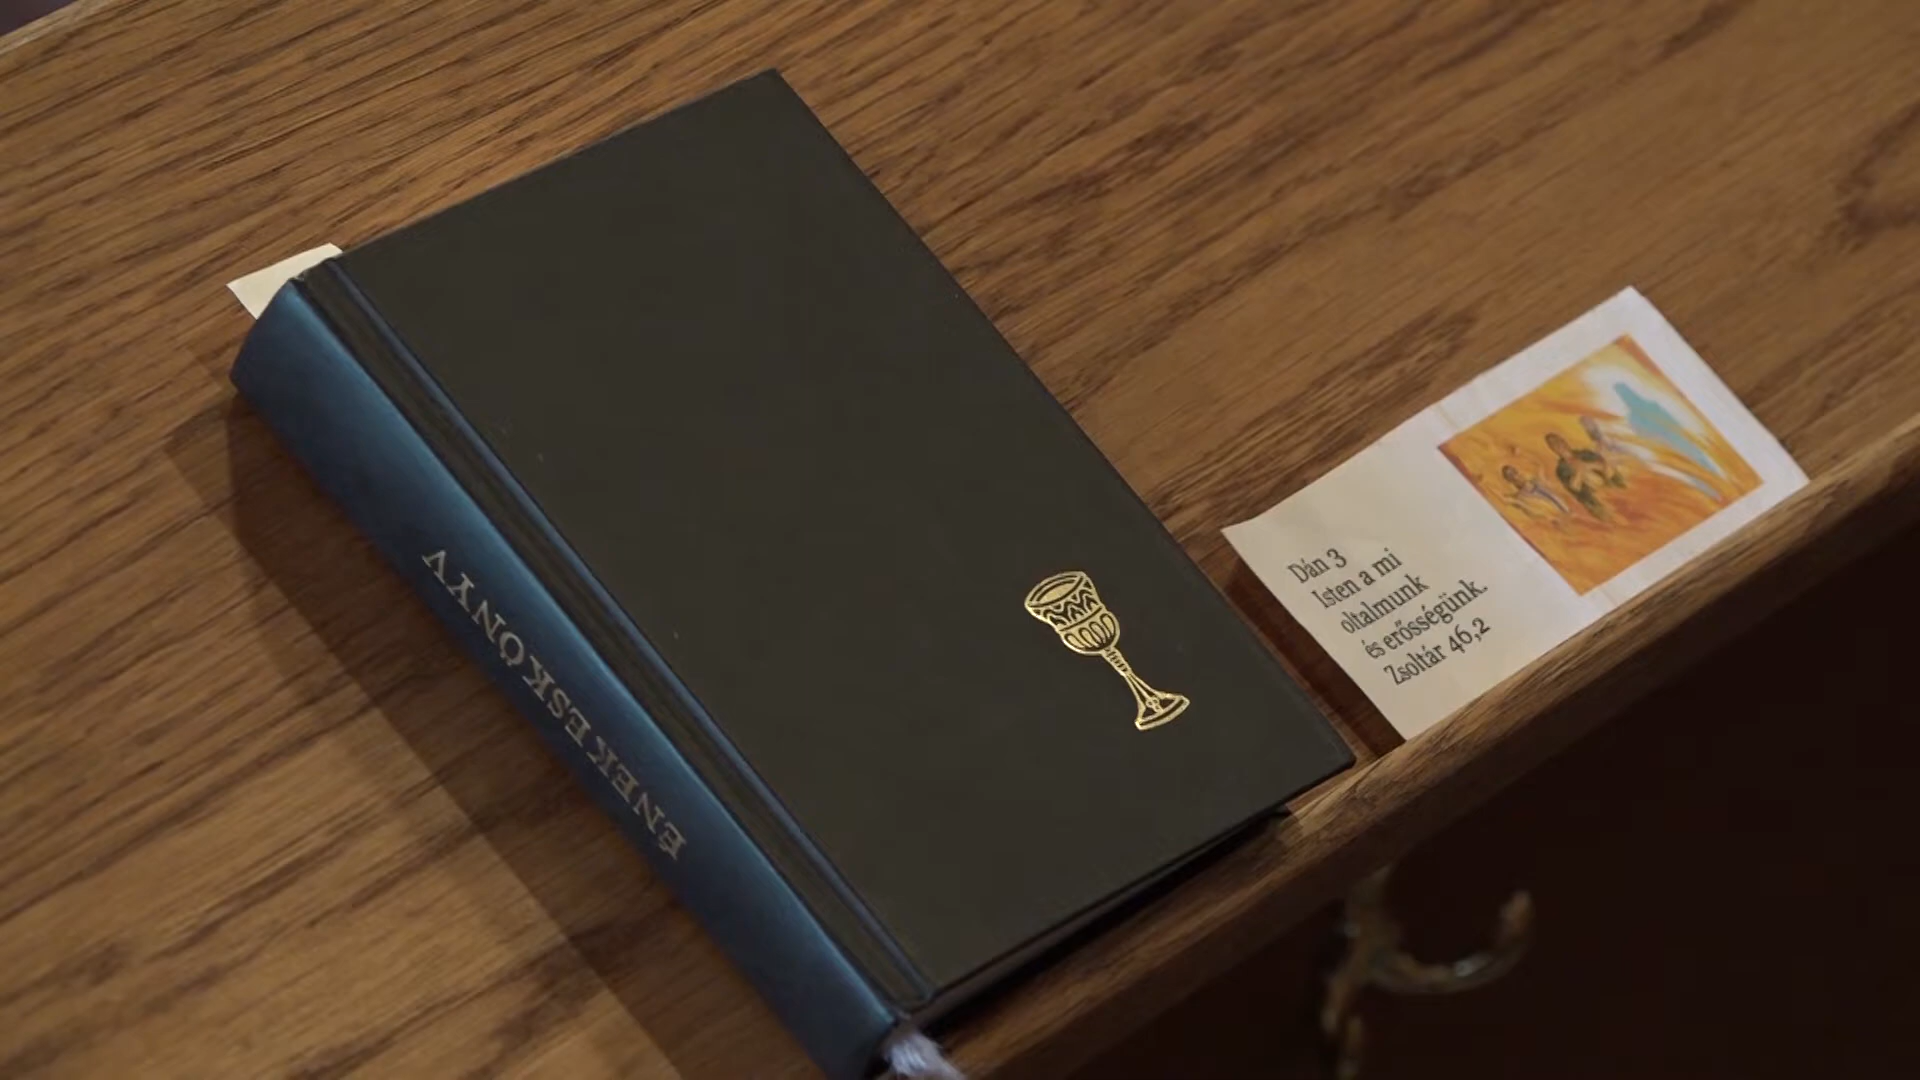 ÉNEKESKÖNYV
Dán 3
Isten a mi
oltalmunk
és erősségünk.
Zsoltár 46,2